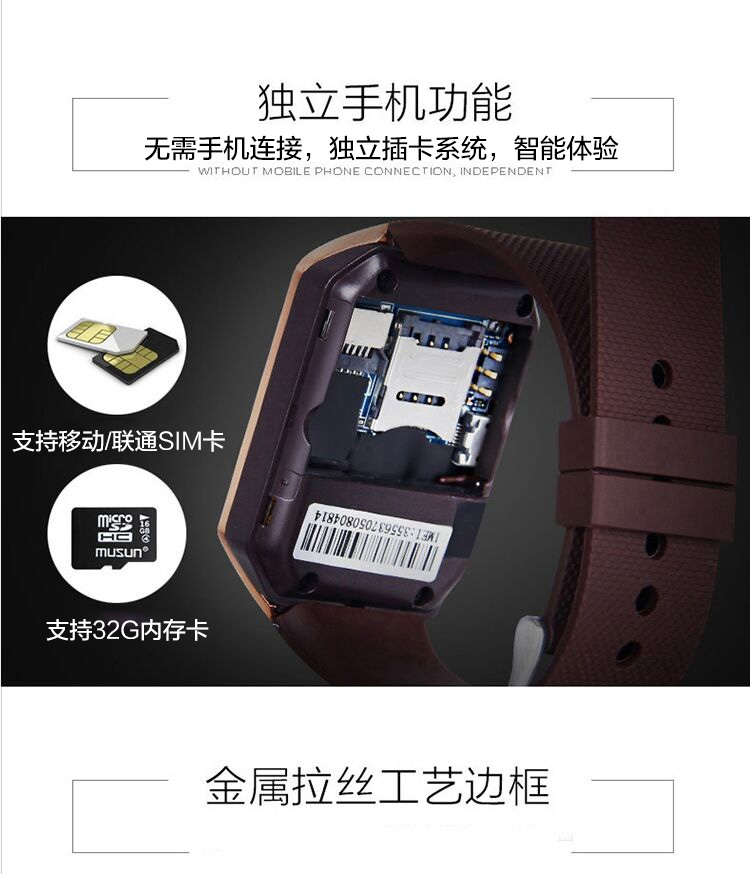 独立手机功能
无需手机连接，独立插卡系统，智能体验
WITHOUT MOBILE PHONE CONNECTION, INDEPENDENT
支持移动/联通SIM卡
micro
SD
HC
16
GB
4
musun®
支持32G内存卡
IMEI:355637050804814
金属拉丝工艺边框